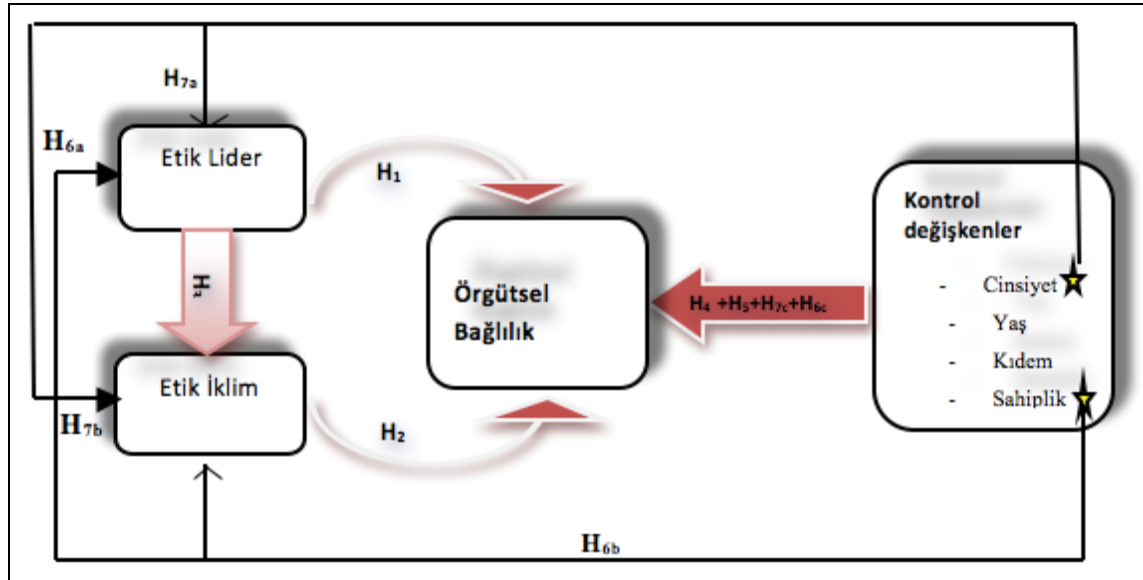 H7a
H6a
Etik Lider
H1
Kontrol
değişkenler
- Cinsiyet
- Yaş
- Kıdem
- Sahiplik
Örgütsel
Bağlılık
H4 +H5+H7c+H6c
Etik İklim
H7b
H2
H6b